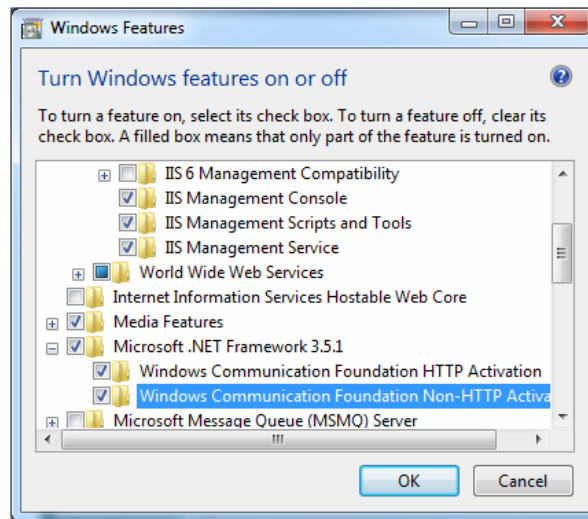 Windows Features
Turn Windows features on or off
To turn a feature on, select its check box. To turn a feature off, clear its
check box. A filled box means that only part of the feature is turned on.
IIS 6 Management Compatibility
IIS Management Console
IIS Management Scripts and Tools
IIS Management Service
World Wide Web Services
Internet Information Services Hostable Web Core
Media Features
Microsoft .NET Framework 3.5.1
Windows Communication Foundation HTTP Activation
Windows Communication Foundation Non-HTTP Activa
Microsoft Message Queue (MSMQ) Server
OK Cancel